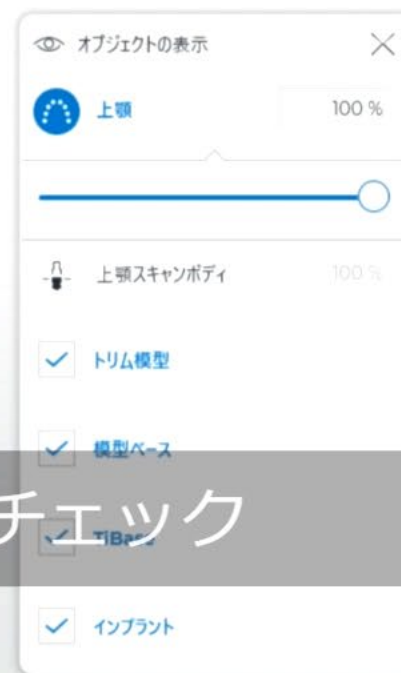 オブジェクトの表示
上顎 100 %
上顎スキャンボディ 100 %
トリム模型
模型ベース
チェック
TiBase
インプラント